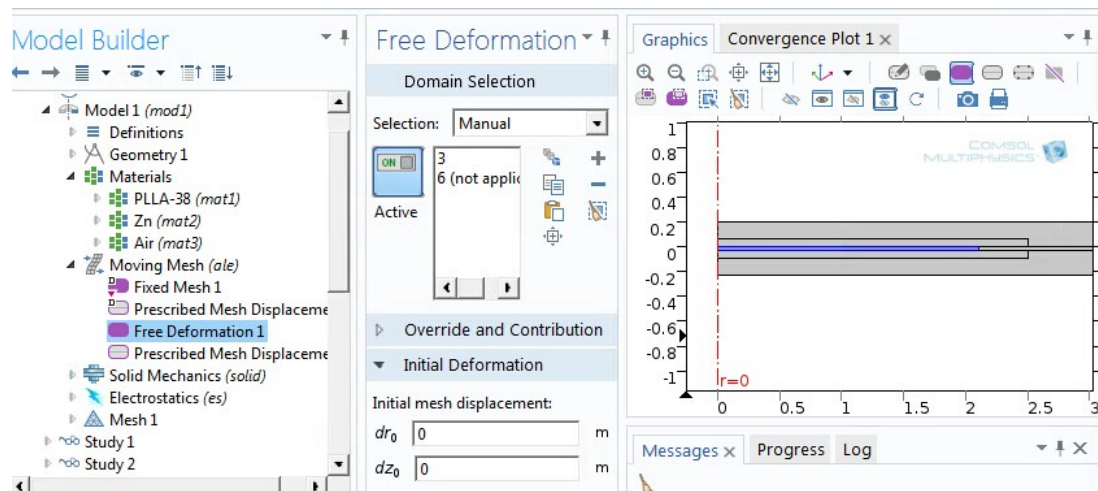 Model Builder
Model 1 (mod1)
Definitions
Geometry 1
Materials
PLLA-38 (mat1)
Zn (mat2)
Air (mat3)
Moving Mesh (ale)
Fixed Mesh 1
Prescribed Mesh Displaceme
Free Deformation 1
Prescribed Mesh Displaceme
Solid Mechanics (solid)
Electrostatics (es)
Mesh 1
Study 1
Study 2
Free Deformation
Domain Selection
Selection: Manual
ON
Active
3
6 (not applic
Override and Contribution
Initial Deformation
Initial mesh displacement:
dr₀ 0 m
dz₀ 0 m
Graphics Convergence Plot 1
COMSOL
MULTIPHYSICS
1
0.8
0.6
0.4
0.2
0
-0.2
-0.4
-0.6
-0.8
-1
r=0
0 0.5 1 1.5 2 2.5 3
Messages Progress Log